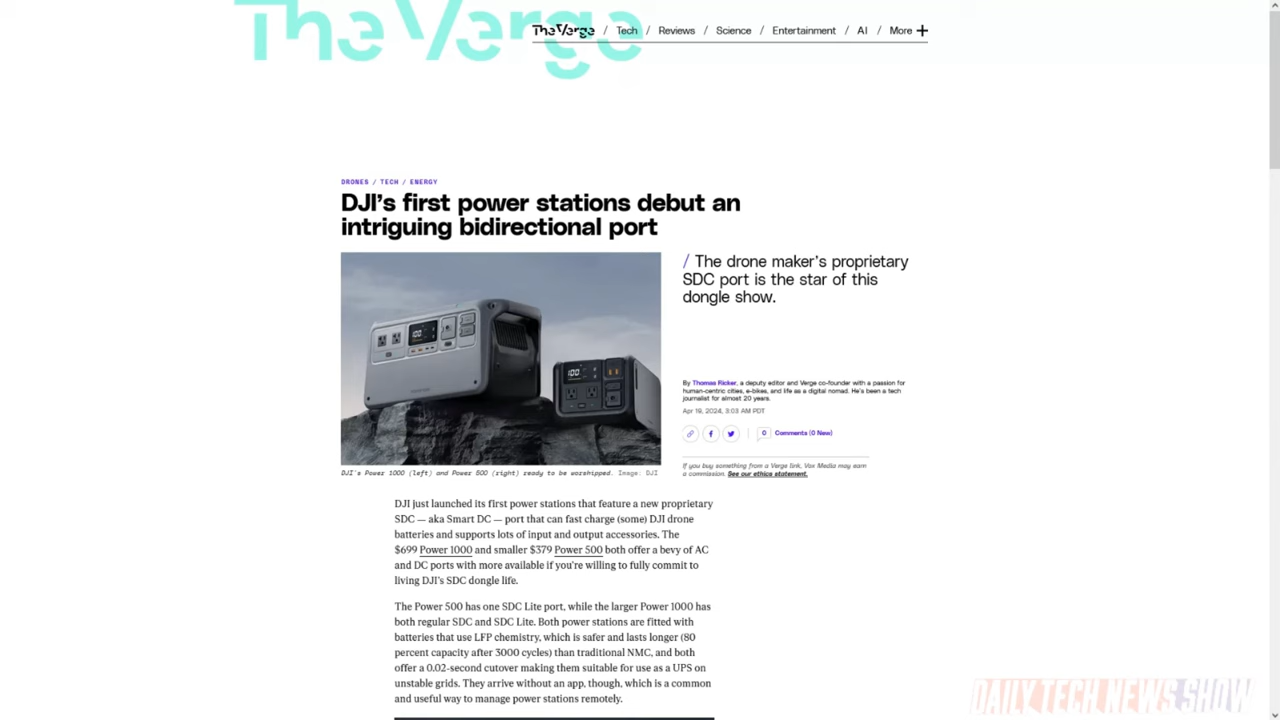 The Verge
The Verge / Tech / Reviews / Science / Entertainment / AI / More +
DRONES / TECH / ENERGY
DJI's first power stations debut an
intriguing bidirectional port
/ The drone maker's proprietary
SDC port is the star of this
dongle show.
By Thomas Ricker, a deputy editor and Verge co-founder with a passion for
human-centric cities, e-bikes, and life as a digital nomad. He's been a tech
journalist for almost 20 years.
Apr 19, 2024, 3:03 AM PDT
0 Comments (0 New)
If you buy something from a Verge link, Vox Media may earn
a commission. See our ethics statement.
100
100
DJI's Power 1000 (left) and Power 500 (right) ready to be worshipped. Image: DJI
DJI just launched its first power stations that feature a new proprietary
SDC — aka Smart DC — port that can fast charge (some) DJI drone
batteries and supports lots of input and output accessories. The
$699 Power 1000 and smaller $379 Power 500 both offer a bevy of AC
and DC ports with more available if you're willing to fully commit to
living DJI's SDC dongle life.
The Power 500 has one SDC Lite port, while the larger Power 1000 has
both regular SDC and SDC Lite. Both power stations are fitted with
batteries that use LFP chemistry, which is safer and lasts longer (80
percent capacity after 3000 cycles) than traditional NMC, and both
offer a 0.02-second cutover making them suitable for use as a UPS on
unstable grids. They arrive without an app, though, which is a common
and useful way to manage power stations remotely.
DAILY TECH NEWS SHOW